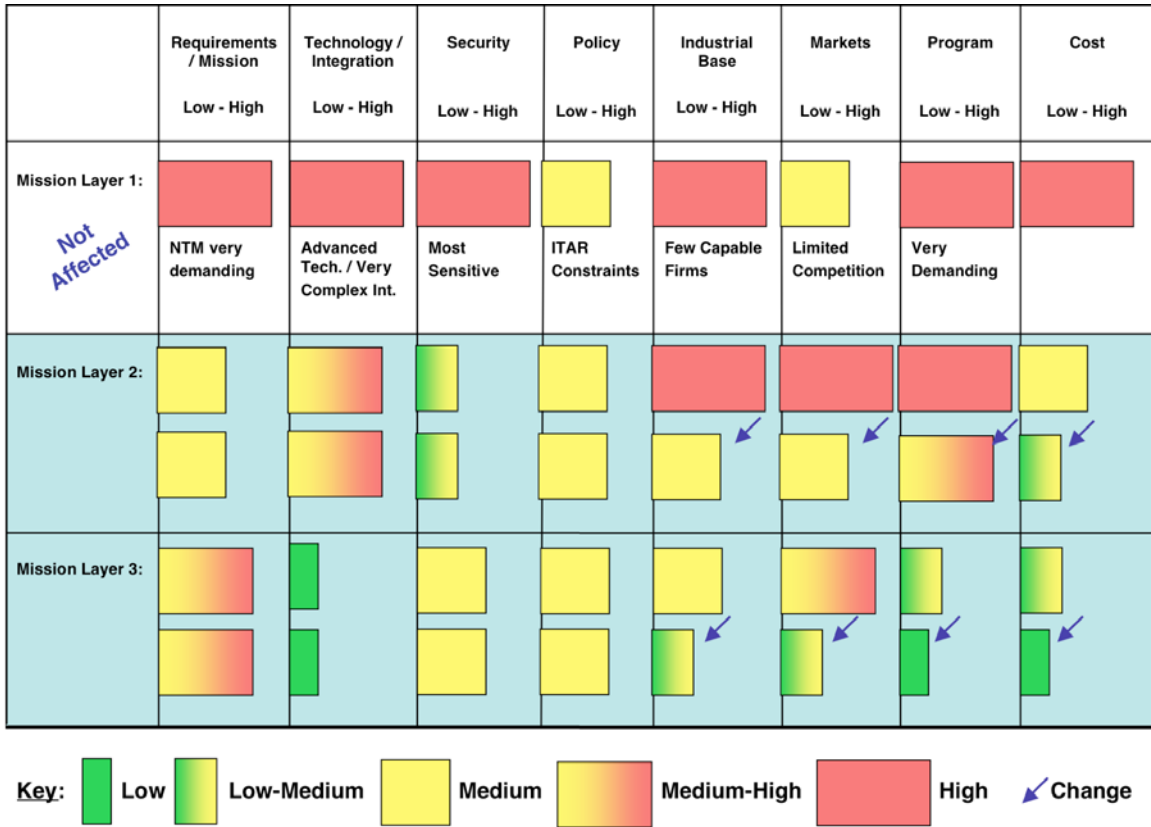 Requirements / Mission
Technology / Integration
Security
Policy
Industrial Base
Markets
Program
Cost
Low - High
Low - High
Low - High
Low - High
Low - High
Low - High
Low - High
Low - High
Mission Layer 1:
Not Affected
NTM very demanding
Advanced Tech. / Very Complex Int.
Most Sensitive
ITAR Constraints
Few Capable Firms
Limited Competition
Very Demanding
Mission Layer 2:
Mission Layer 3:
Key:
Low
Low-Medium
Medium
Medium-High
High
Change